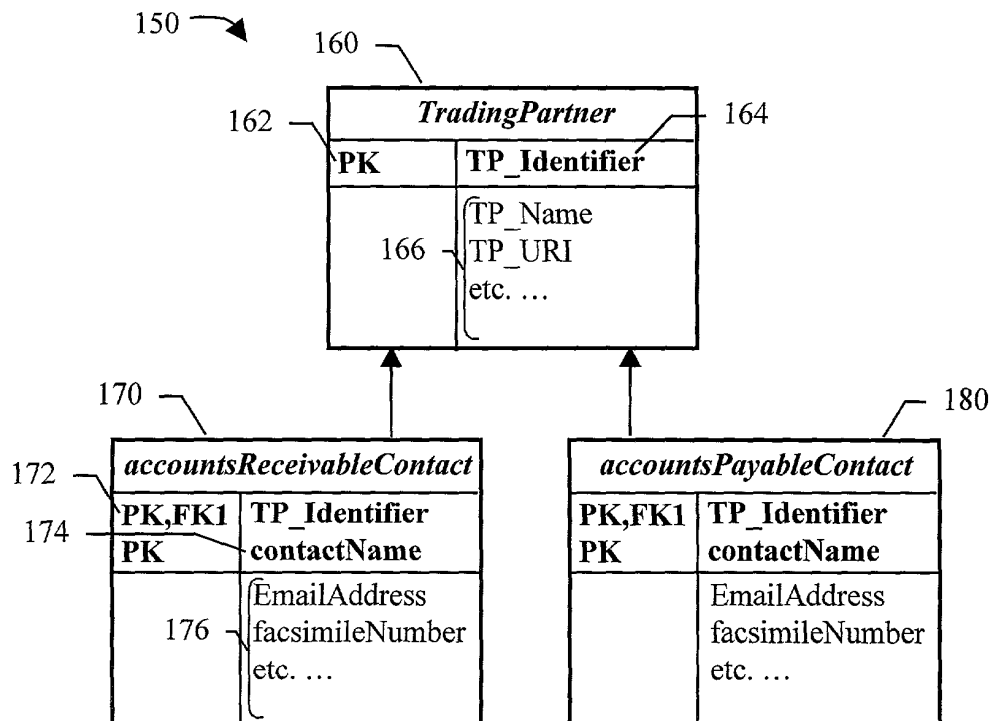 150
160
TradingPartner
162
164
PK TP_Identifier
TP_Name
166
TP_URI
etc. ...
170
180
accountsReceivableContact
172
PK,FK1 TP_Identifier
174
PK contactName
EmailAddress
176
facsimileNumber
etc. ...
accountsPayableContact
PK,FK1 TP_Identifier
PK contactName
EmailAddress
facsimileNumber
etc. ...